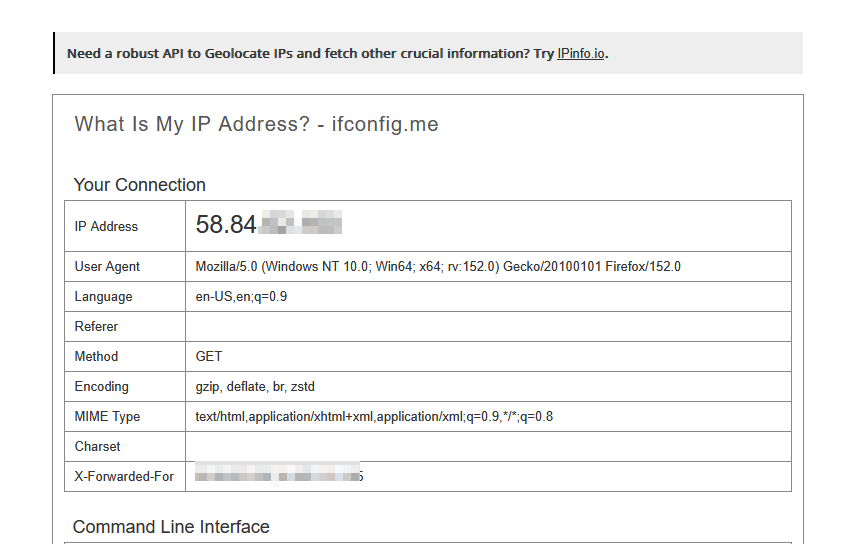 Need a robust API to Geolocate IPs and fetch other crucial information? Try IPinfo.io.
What Is My IP Address? - ifconfig.me
Your Connection
IP Address 58.84
User Agent Mozilla/5.0 (Windows NT 10.0; Win64; x64; rv:152.0) Gecko/20100101 Firefox/152.0
Language en-US,en;q=0.9
Referer
Method GET
Encoding gzip, deflate, br, zstd
MIME Type text/html,application/xhtml+xml,application/xml;q=0.9,*/*;q=0.8
Charset
X-Forwarded-For
Command Line Interface